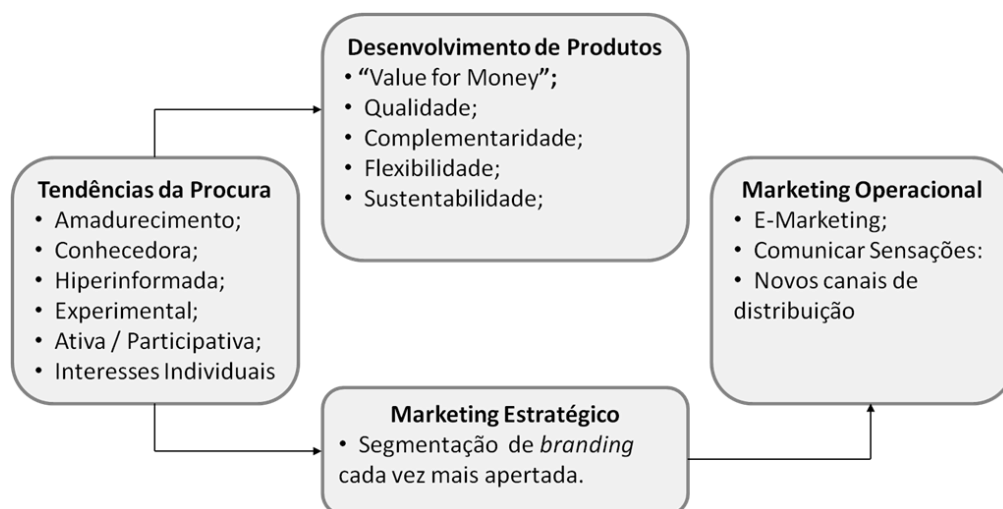 Desenvolvimento de Produtos
• “Value for Money”;
• Qualidade;
• Complementaridade;
• Flexibilidade;
• Sustentabilidade;
Tendências da Procura
• Amadurecimento;
• Conhecedora;
• Hiperinformada;
• Experimental;
• Ativa / Participativa;
• Interesses Individuais
Marketing Operacional
• E-Marketing;
• Comunicar Sensações:
• Novos canais de
distribuição
Marketing Estratégico
• Segmentação de branding
cada vez mais apertada.